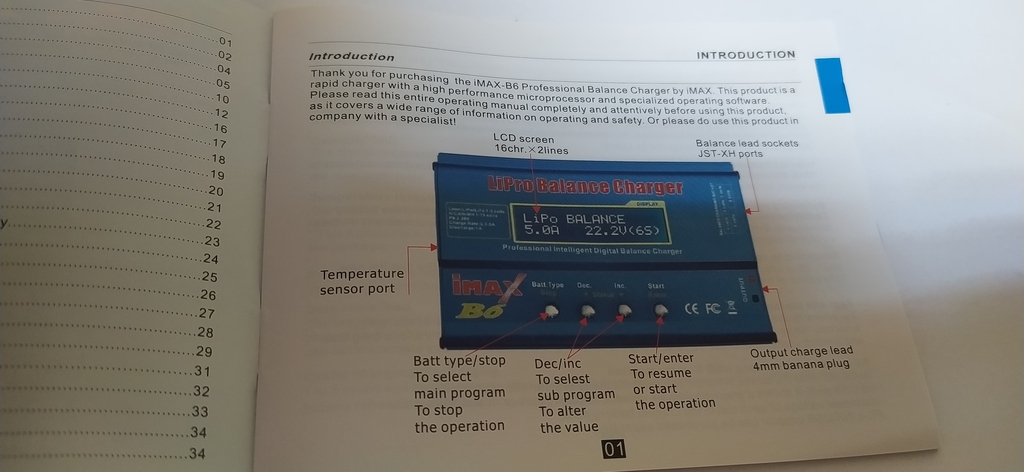 01
02
04
05
10
12
16
17
18
19
20
21
22
23
24
25
26
27
28
29
31
32
33
34
34
y
Introduction
INTRODUCTION
Thank you for purchasing the iMAX-B6 Professional Balance Charger by iMAX. This product is a
rapid charger with a high performance microprocessor and specialized operating software.
Please read this entire operating manual completely and attentively before using this product,
as it covers a wide range of information on operating and safety. Or please do use this product in
company with a specialist!
LCD screen
16chr.×2lines
Balance lead sockets
JST-XH ports
LiPro Balance Charger
DISPLAY
LiPo BALANCE
5.0A 22.2V(6S)
Professional Intelligent Digital Balance Charger
Temperature
sensor port
iMAX
B6
Batt.Type
Dec.
Inc.
Start
CE FC
Output charge lead
4mm banana plug
Batt type/stop
To select
main program
To stop
the operation
Dec/inc
To selest
sub program
To alter
the value
Start/enter
To resume
or start
the operation
01